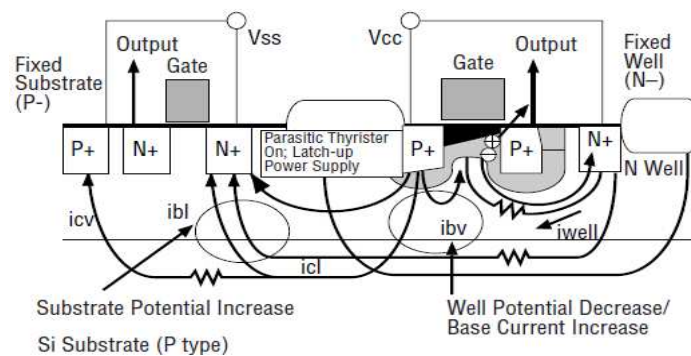 Vss
Vcc
Output
Output
Fixed
Substrate
(P-)
Gate
Gate
Fixed
Well
(N–)
P+
N+
N+
Parasitic Thyrister
On; Latch-up
Power Supply
P+
P+
N+
N Well
icv
ibl
icl
ibv
iwell
Substrate Potential Increase
Well Potential Decrease/
Base Current Increase
Si Substrate (P type)